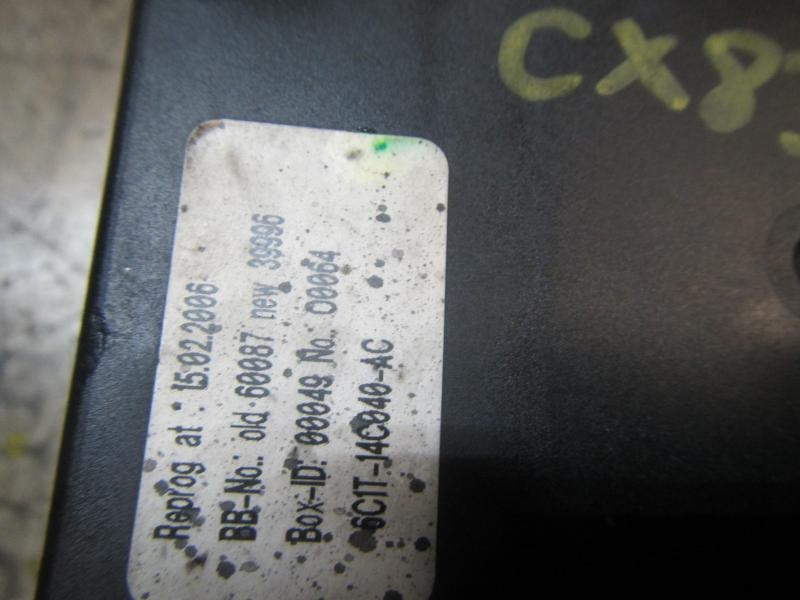 CX8
Reprog at : 15.02.2006
BB-No.: old 60087 new 39996
Box-ID: 00049 No.: 00064
6C1T-14C040-AC